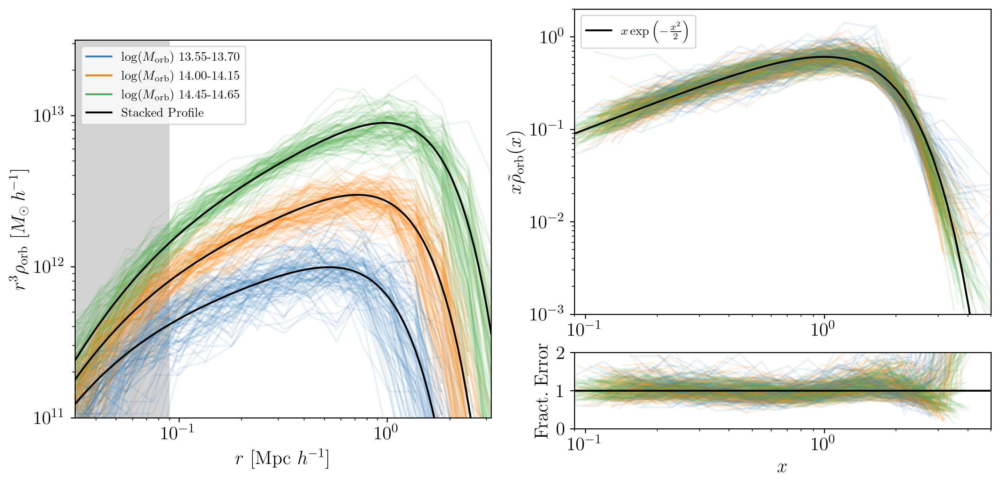 log(M_orb) 13.55-13.70
log(M_orb) 14.00-14.15
log(M_orb) 14.45-14.65
Stacked Profile
10^13
10^12
10^11
r^3ρ_orb [M_⊙ h^−1]
10^−1
10^0
r [Mpc h^−1]
x exp(−x^2/2)
10^0
10^−1
10^−2
10^−3
xρ̃_orb(x)
10^−1
10^0
2
1
0
Fract. Error
10^−1
10^0
x